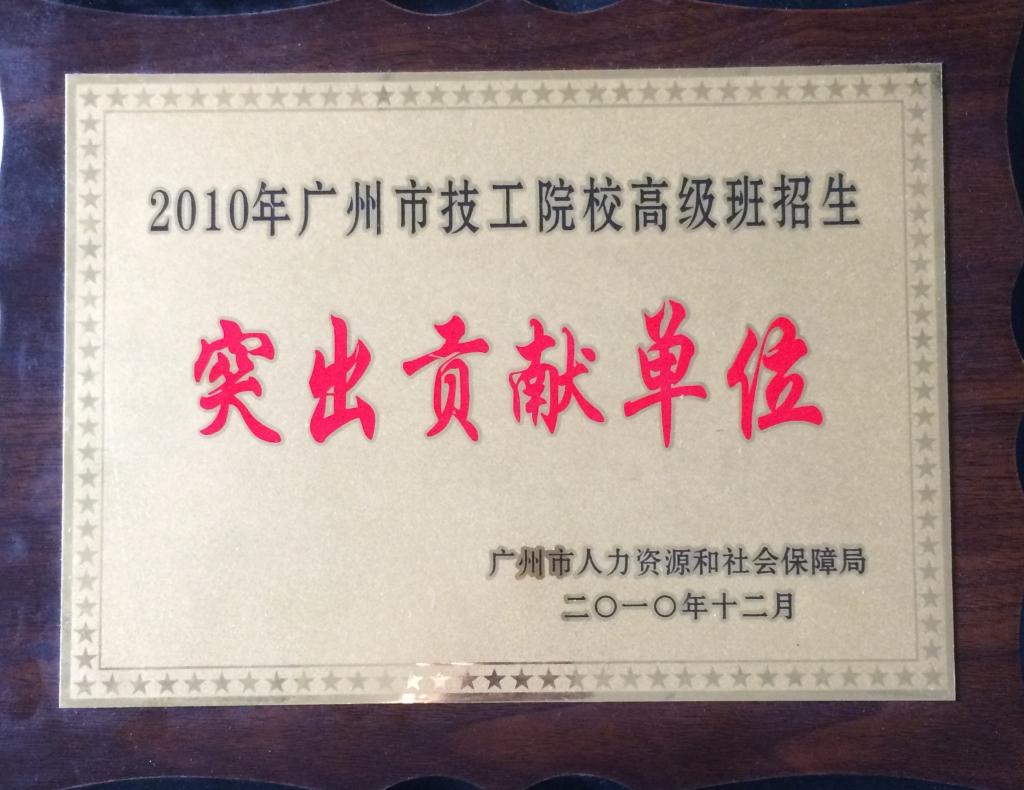 2010年广州市技工院校高级班招生
突出贡献单位
广州市人力资源和社会保障局
二〇一〇年十二月